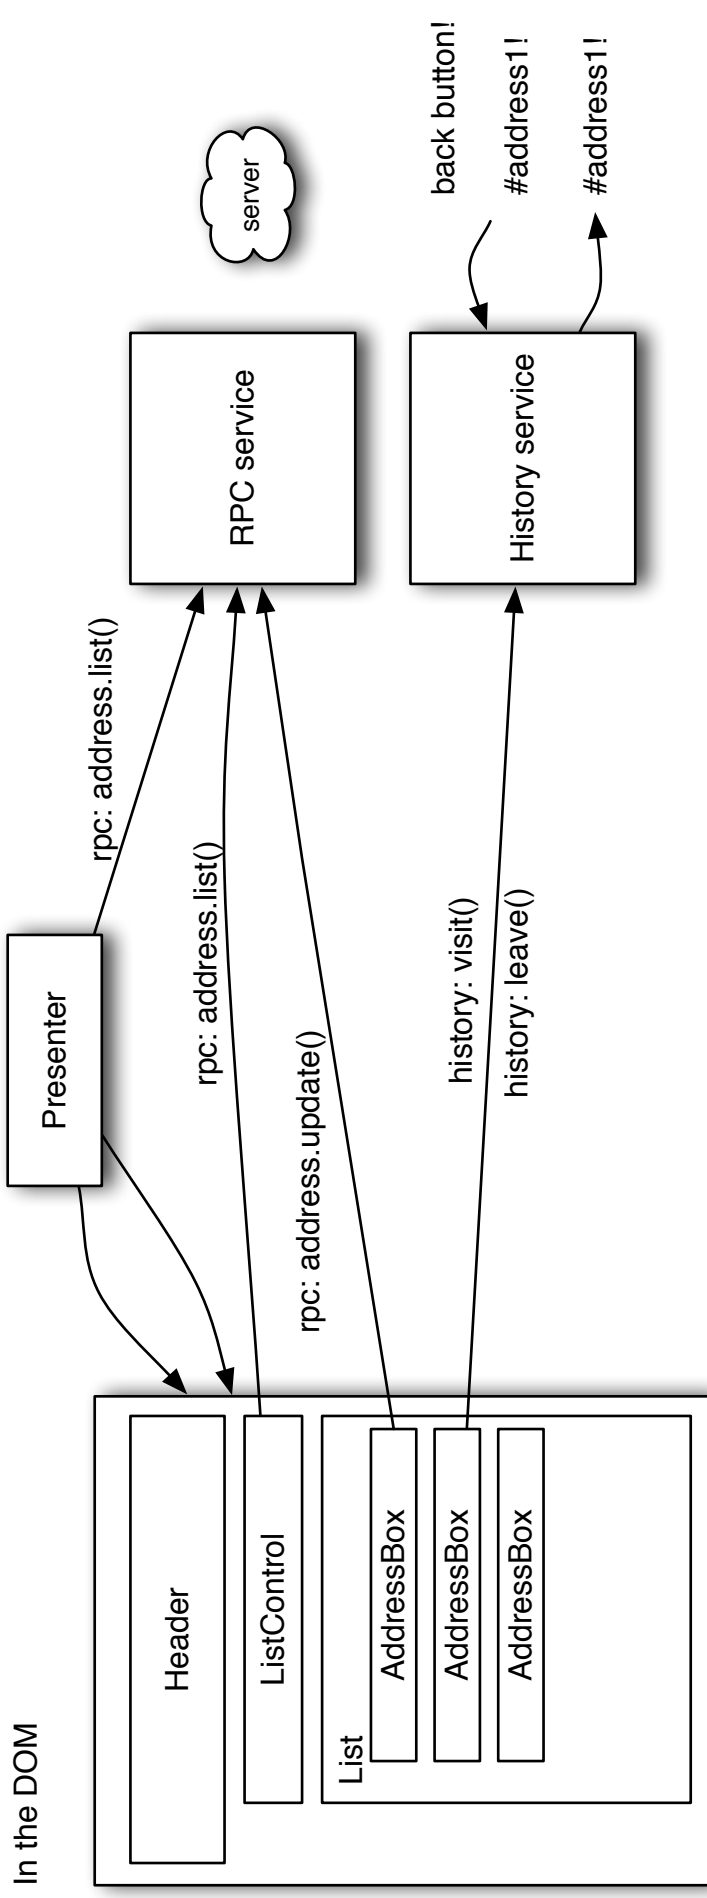 In the DOM
Presenter
Header
ListControl
List
AddressBox
AddressBox
AddressBox
rpc: address.list()
rpc: address.list()
rpc: address.update()
history: visit()
history: leave()
RPC service
server
History service
back button!
#address1!
#address1!